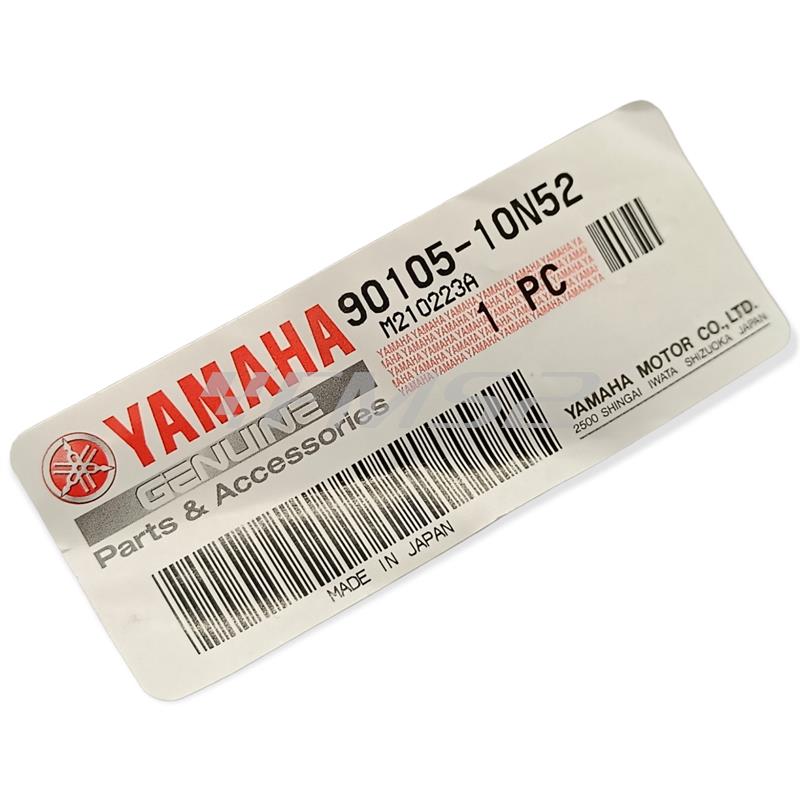 YAMAHA
GENUINE
Parts & Accessories
90105-10N52
M210223A
1 PC
YAMAHAYAMAHAYAMAHAYAMAHAYA
YAMAHA MOTOR CO.,LTD.
2500 SHINGAI IWATA SHIZUOKA JAPAN
MADE IN JAPAN